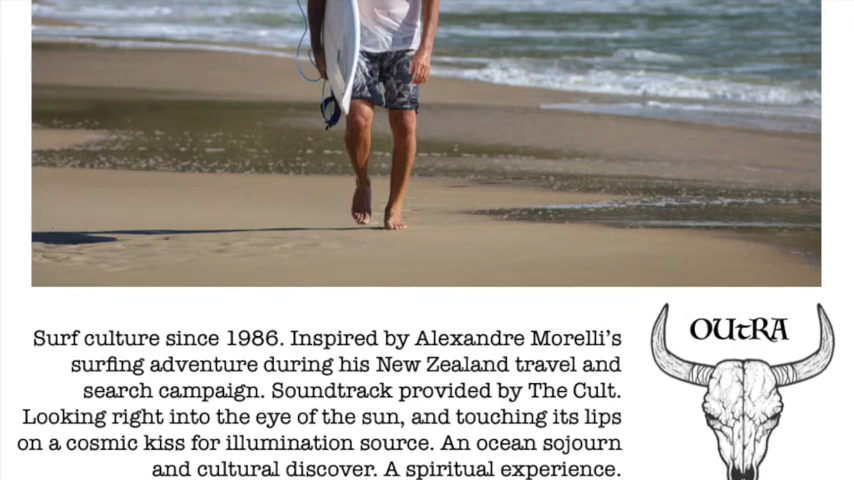 OUtRA
Surf culture since 1986. Inspired by Alexandre Morelli's
surfing adventure during his New Zealand travel and
search campaign. Soundtrack provided by The Cult.
Looking right into the eye of the sun, and touching its lips
on a cosmic kiss for illumination source. An ocean sojourn
and cultural discover. A spiritual experience.